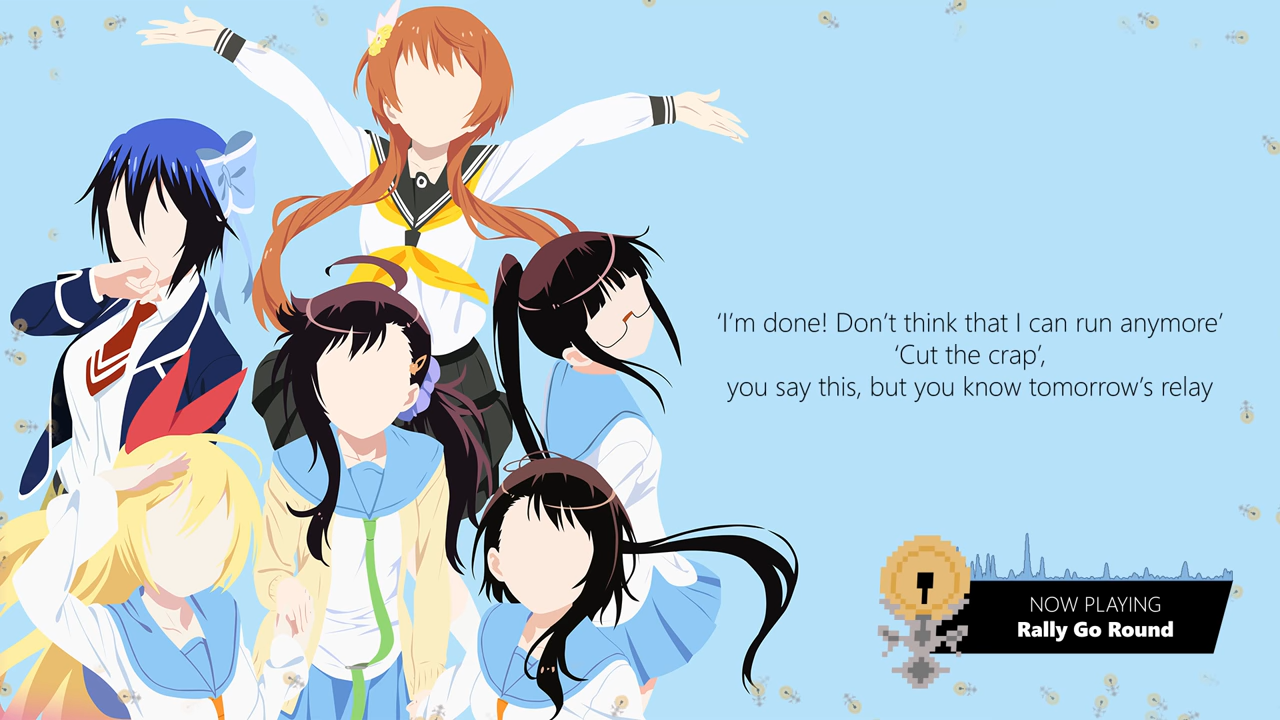 ‘I’m done! Don’t think that I can run anymore’
‘Cut the crap’,
you say this, but you know tomorrow’s relay
NOW PLAYING
Rally Go Round